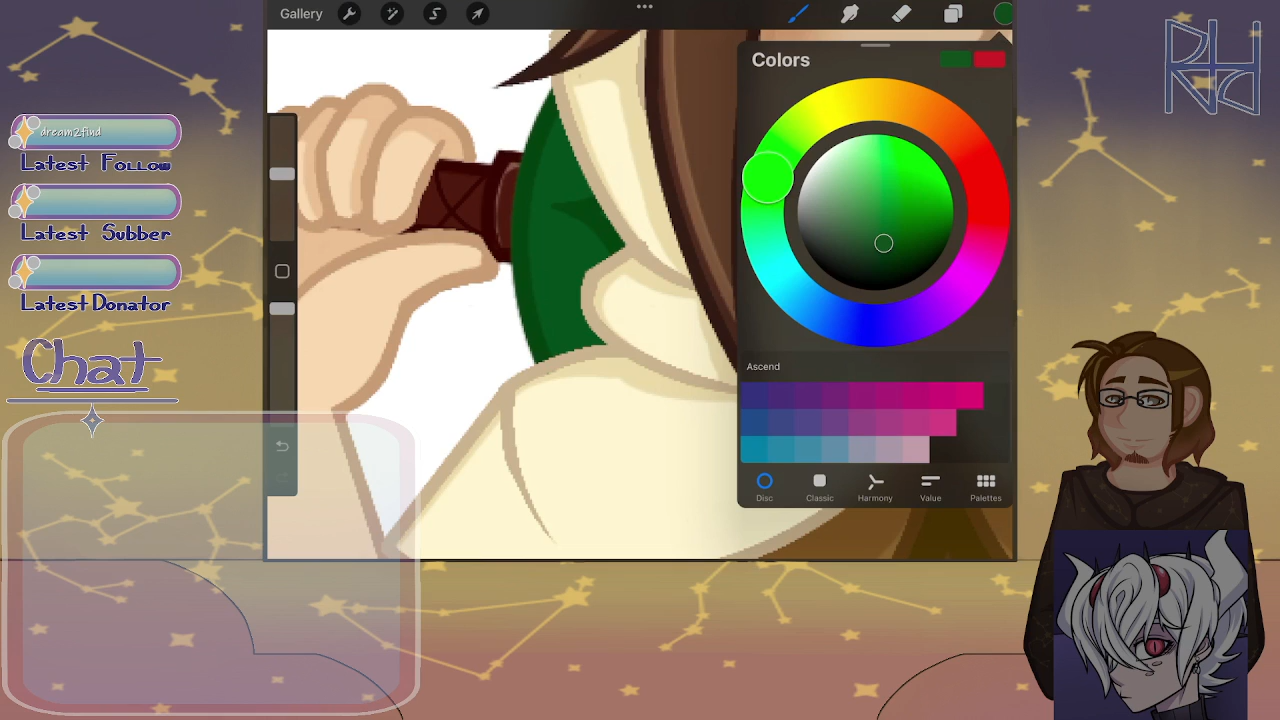 Gallery
Colors
dream2find
Latest Follow
Latest Subber
Latest Donator
Chat
Ascend
Disc
Classic
Harmony
Value
Palettes